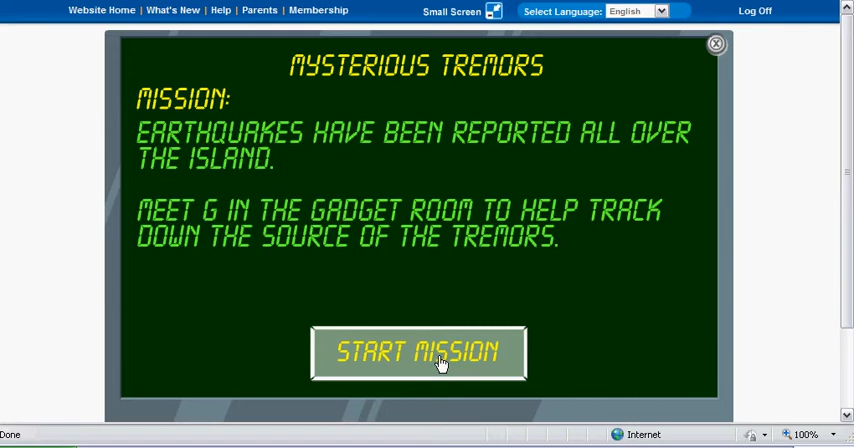 Website Home | What's New | Help | Parents | Membership Small Screen Select Language: English Log Off
MYSTERIOUS TREMORS
MISSION:
EARTHQUAKES HAVE BEEN REPORTED ALL OVER
THE ISLAND.
MEET G IN THE GADGET ROOM TO HELP TRACK
DOWN THE SOURCE OF THE TREMORS.
START MISSION
Done Internet 100%